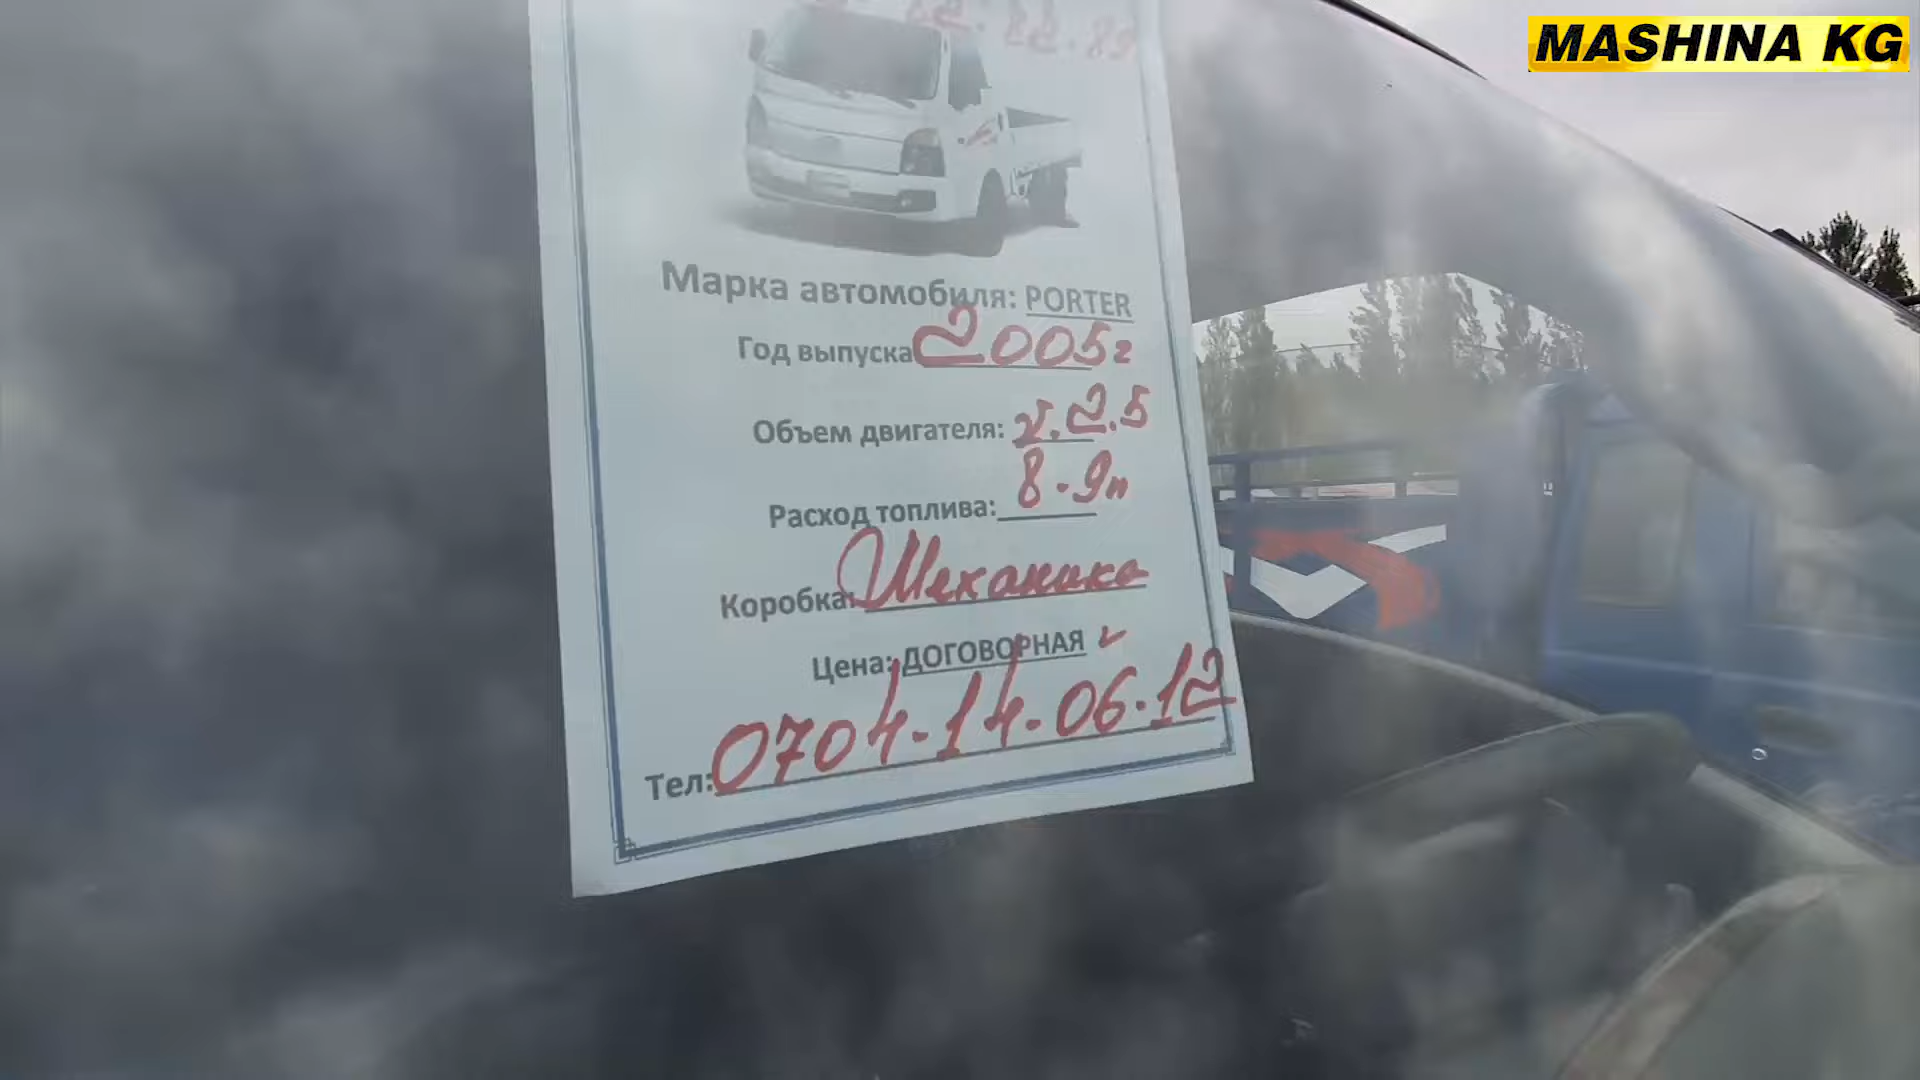 MASHINA KG
Марка автомобиля: PORTER
Год выпуска 2005г
Объем двигателя: v.2.5
Расход топлива: 8-9л
Коробка: Механика
Цена: ДОГОВОРНАЯ
Тел: 0704-14-06-12